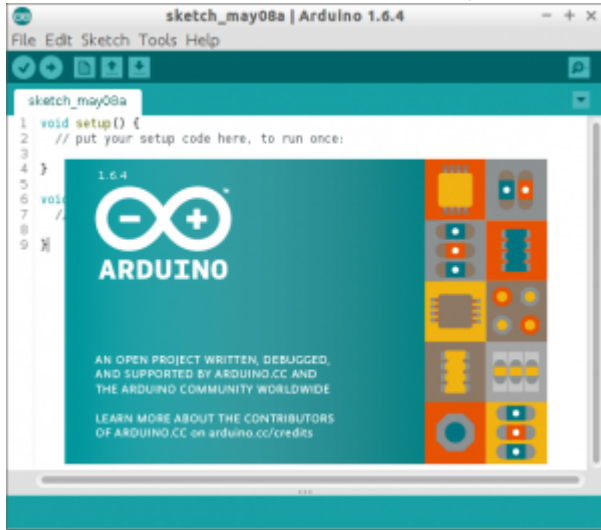 sketch_may08a | Arduino 1.6.4
File Edit Sketch Tools Help
sketch_may08a
1 void setup() {
2 // put your setup code here, to run once:
3
4 }
5
6 voi
7 /
8
9 }
1.6.4
ARDUINO
AN OPEN PROJECT WRITTEN, DEBUGGED,
AND SUPPORTED BY ARDUINO.CC AND
THE ARDUINO COMMUNITY WORLDWIDE
LEARN MORE ABOUT THE CONTRIBUTORS
OF ARDUINO.CC on arduino.cc/credits